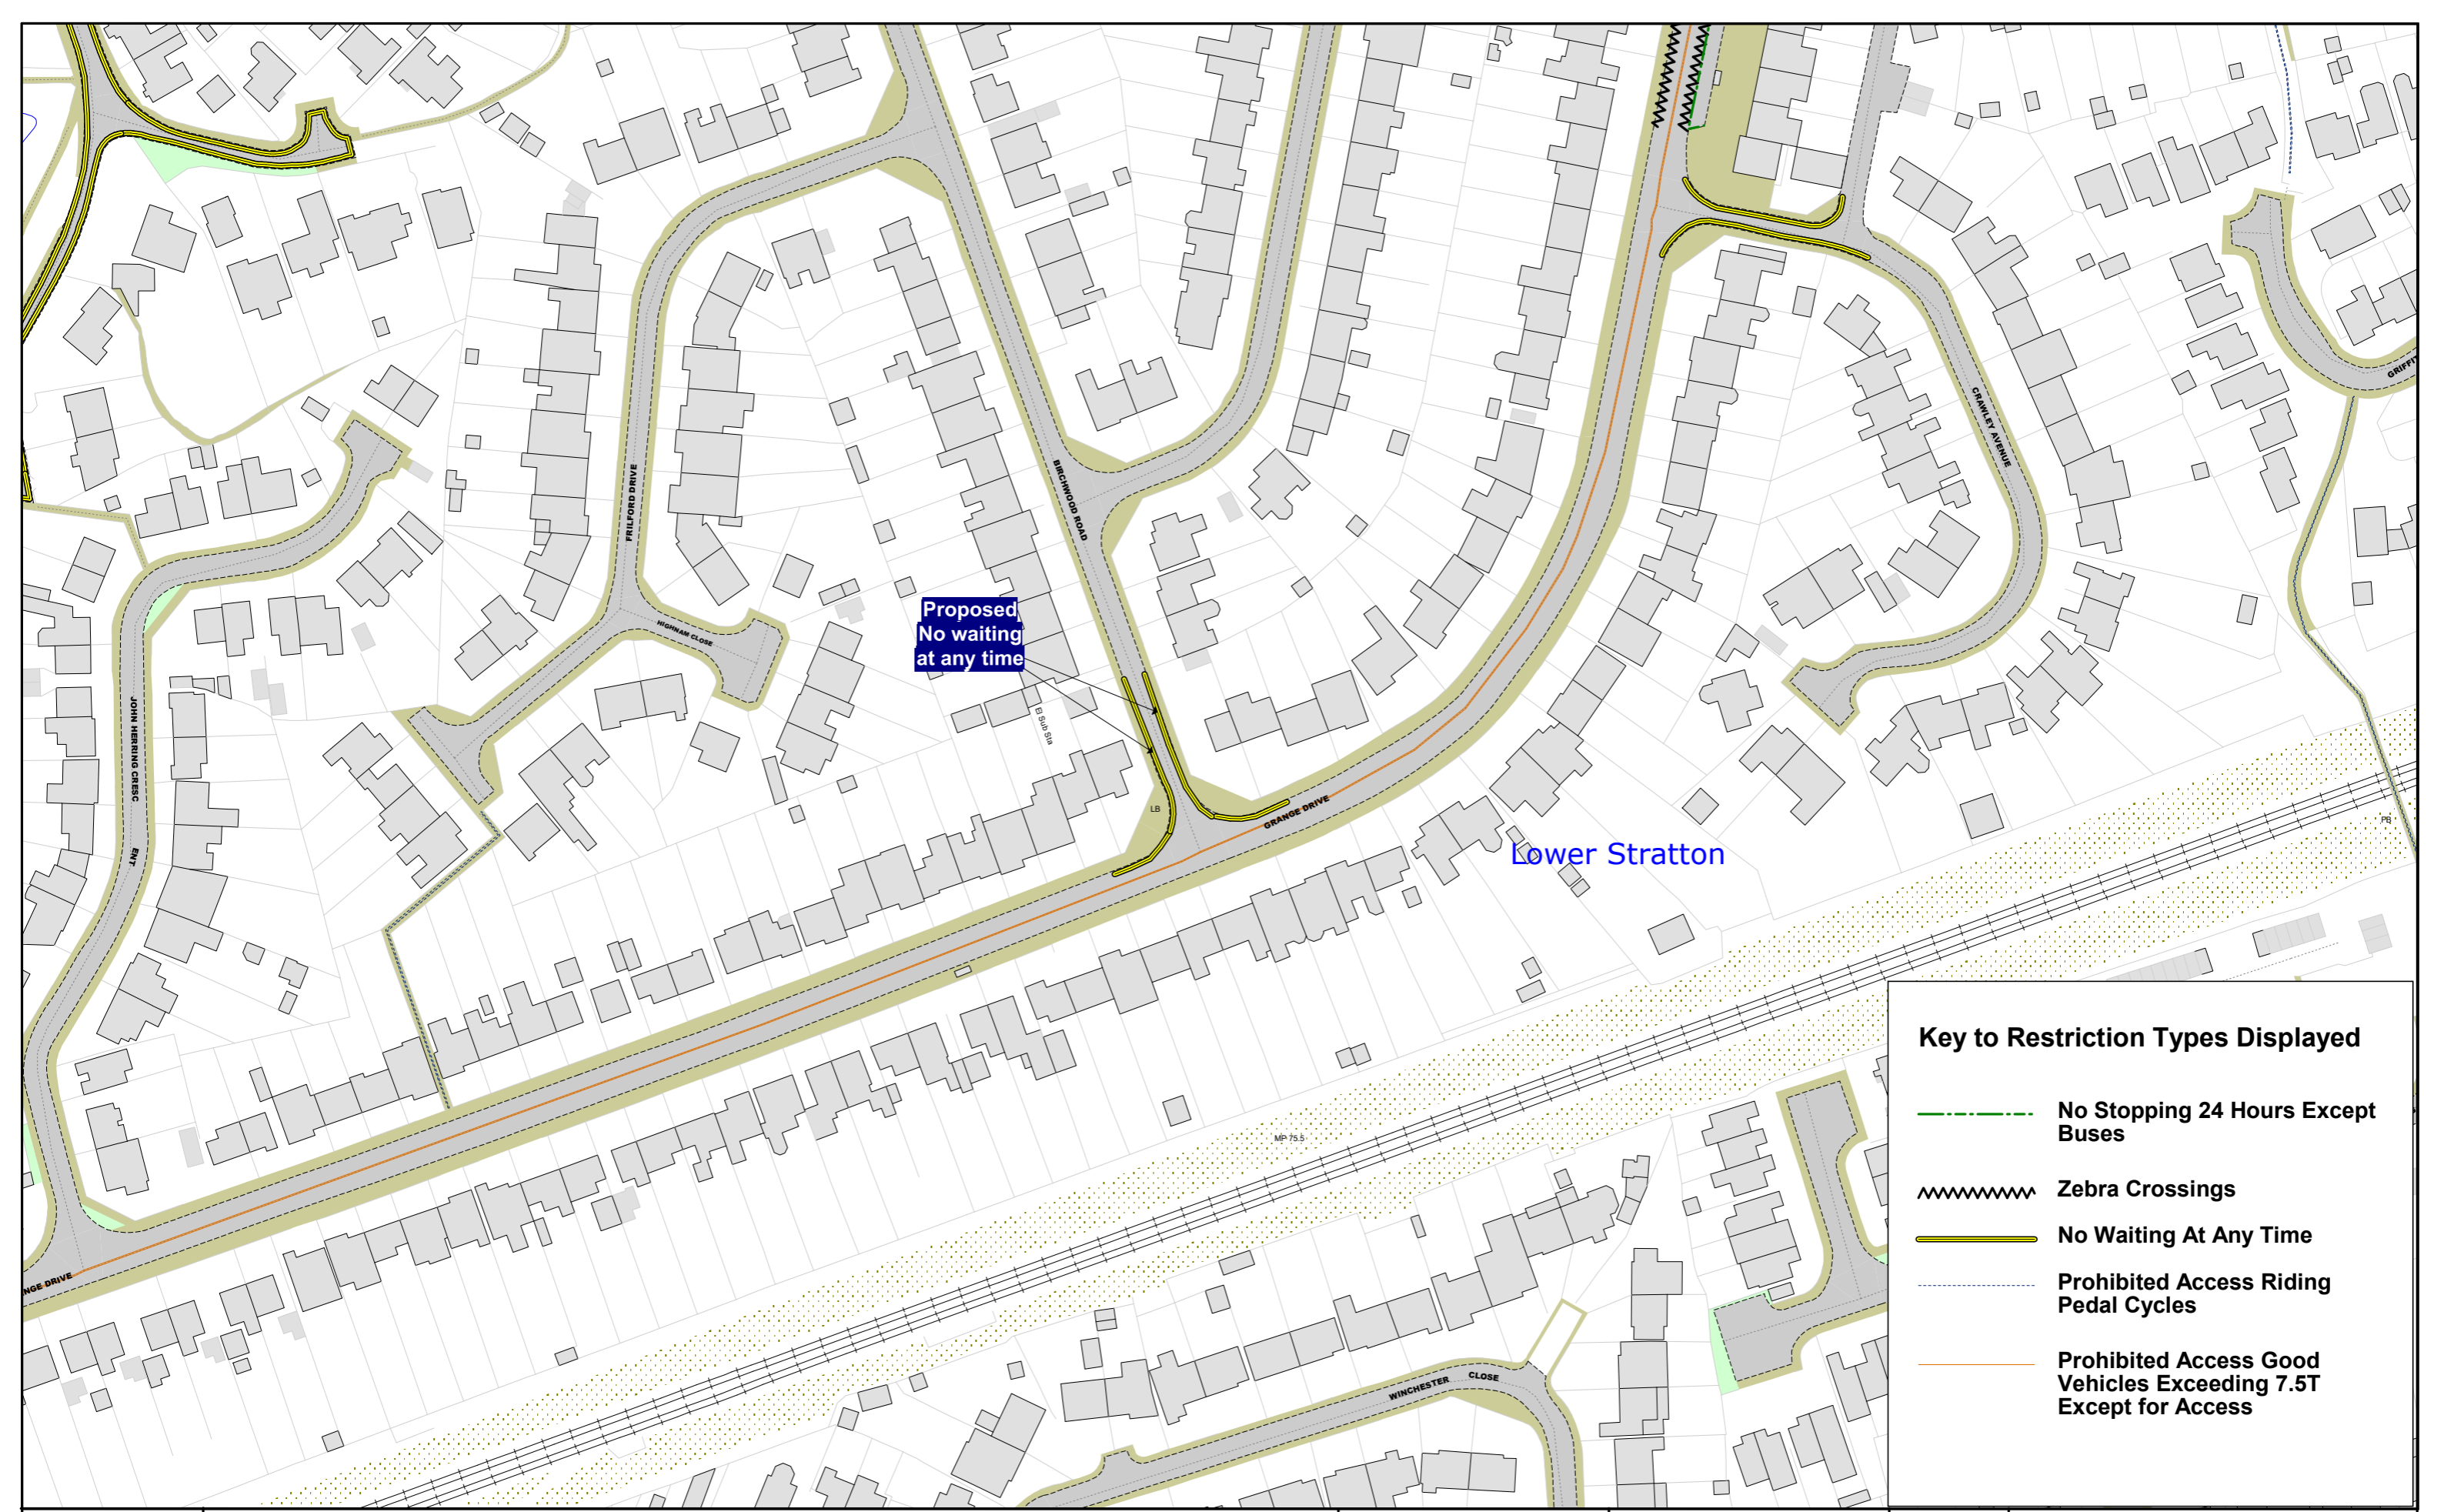 CRAWLEY AVENUE
BIRCHWOOD ROAD
FRILFORD DRIVE
Proposed
No waiting
at any time
HIGHNAM CLOSE
El Sub Sta
JOHN HERRING CRESC
ENT
LB
GRANGE DRIVE
Lower Stratton
PB
MP 75.5
NGE DRIVE
WINCHESTER CLOSE
Key to Restriction Types Displayed
No Stopping 24 Hours Except
Buses
Zebra Crossings
No Waiting At Any Time
Prohibited Access Riding
Pedal Cycles
Prohibited Access Good
Vehicles Exceeding 7.5T
Except for Access